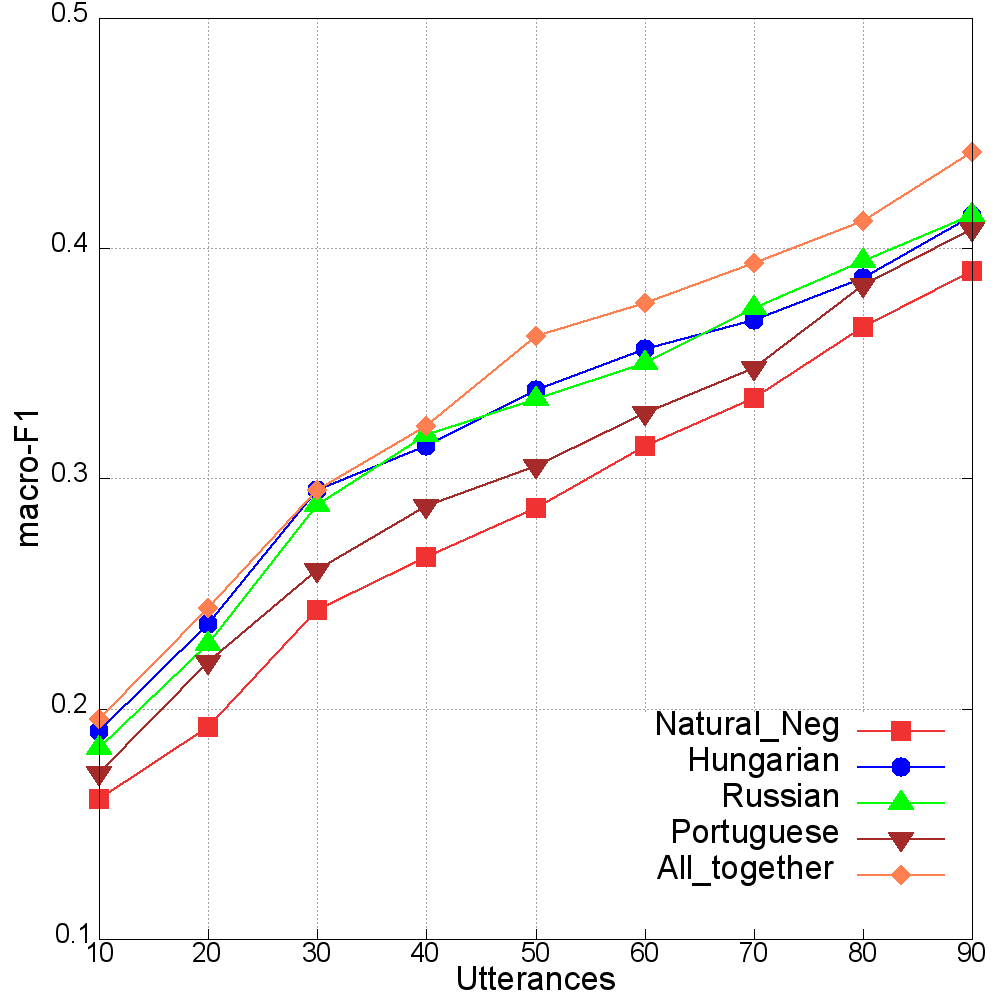 0.5
0.4
0.3
0.2
0.1
macro-F1
Natural_Neg
Hungarian
Russian
Portuguese
All_together
10 20 30 40 50 60 70 80 90
Utterances